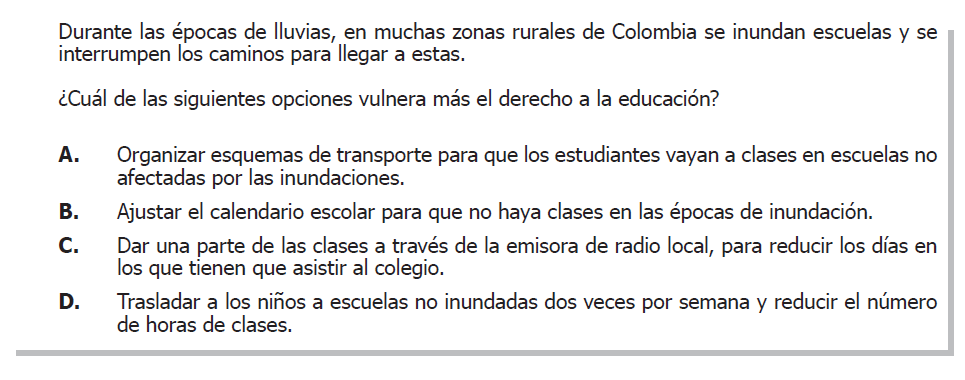 Durante las épocas de lluvias, en muchas zonas rurales de Colombia se inundan escuelas y se
interrumpen los caminos para llegar a estas.
¿Cuál de las siguientes opciones vulnera más el derecho a la educación?
A. Organizar esquemas de transporte para que los estudiantes vayan a clases en escuelas no
afectadas por las inundaciones.
B. Ajustar el calendario escolar para que no haya clases en las épocas de inundación.
C. Dar una parte de las clases a través de la emisora de radio local, para reducir los días en
los que tienen que asistir al colegio.
D. Trasladar a los niños a escuelas no inundadas dos veces por semana y reducir el número
de horas de clases.